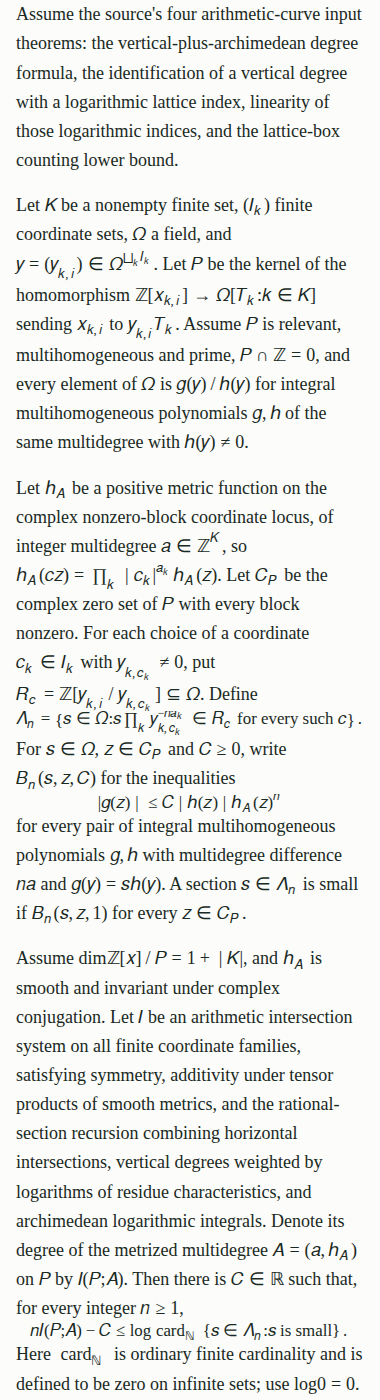 Assume the source's four arithmetic-curve input
theorems: the vertical-plus-archimedean degree
formula, the identification of a vertical degree
with a logarithmic lattice index, linearity of
those logarithmic indices, and the lattice-box
counting lower bound.
Let K be a nonempty finite set, (I_k) finite
coordinate sets, Ω a field, and
y = (y_{k,i}) ∈ Ω^{⨆_k I_k}. Let P be the kernel of the
homomorphism ℤ[x_{k,i}] → Ω[T_k : k ∈ K]
sending x_{k,i} to y_{k,i}T_k. Assume P is relevant,
multihomogeneous and prime, P ∩ ℤ = 0, and
every element of Ω is g(y) / h(y) for integral
multihomogeneous polynomials g, h of the
same multidegree with h(y) ≠ 0.
Let h_A be a positive metric function on the
complex nonzero-block coordinate locus, of
integer multidegree a ∈ ℤ^K, so
h_A(cz) = ∏_k |c_k|^{a_k} h_A(z). Let C_P be the
complex zero set of P with every block
nonzero. For each choice of a coordinate
c_k ∈ I_k with y_{k,c_k} ≠ 0, put
R_c = ℤ[y_{k,i} / y_{k,c_k}] ⊆ Ω. Define
Λ_n = {s ∈ Ω : s∏_k y_{k,c_k}^{−na_k} ∈ R_c for every such c}.
For s ∈ Ω, z ∈ C_P and C ≥ 0, write
B_n(s, z, C) for the inequalities
|g(z)| ≤ C|h(z)|h_A(z)^n
for every pair of integral multihomogeneous
polynomials g, h with multidegree difference
na and g(y) = sh(y). A section s ∈ Λ_n is small
if B_n(s, z, 1) for every z ∈ C_P.
Assume dimℤ[x] / P = 1 + |K|, and h_A is
smooth and invariant under complex
conjugation. Let I be an arithmetic intersection
system on all finite coordinate families,
satisfying symmetry, additivity under tensor
products of smooth metrics, and the rational-
section recursion combining horizontal
intersections, vertical degrees weighted by
logarithms of residue characteristics, and
archimedean logarithmic integrals. Denote its
degree of the metrized multidegree A = (a, h_A)
on P by I(P; A). Then there is C ∈ ℝ such that,
for every integer n ≥ 1,
nI(P; A) − C ≤ log card_ℕ {s ∈ Λ_n : s is small}.
Here card_ℕ is ordinary finite cardinality and is
defined to be zero on infinite sets; use log0 = 0.